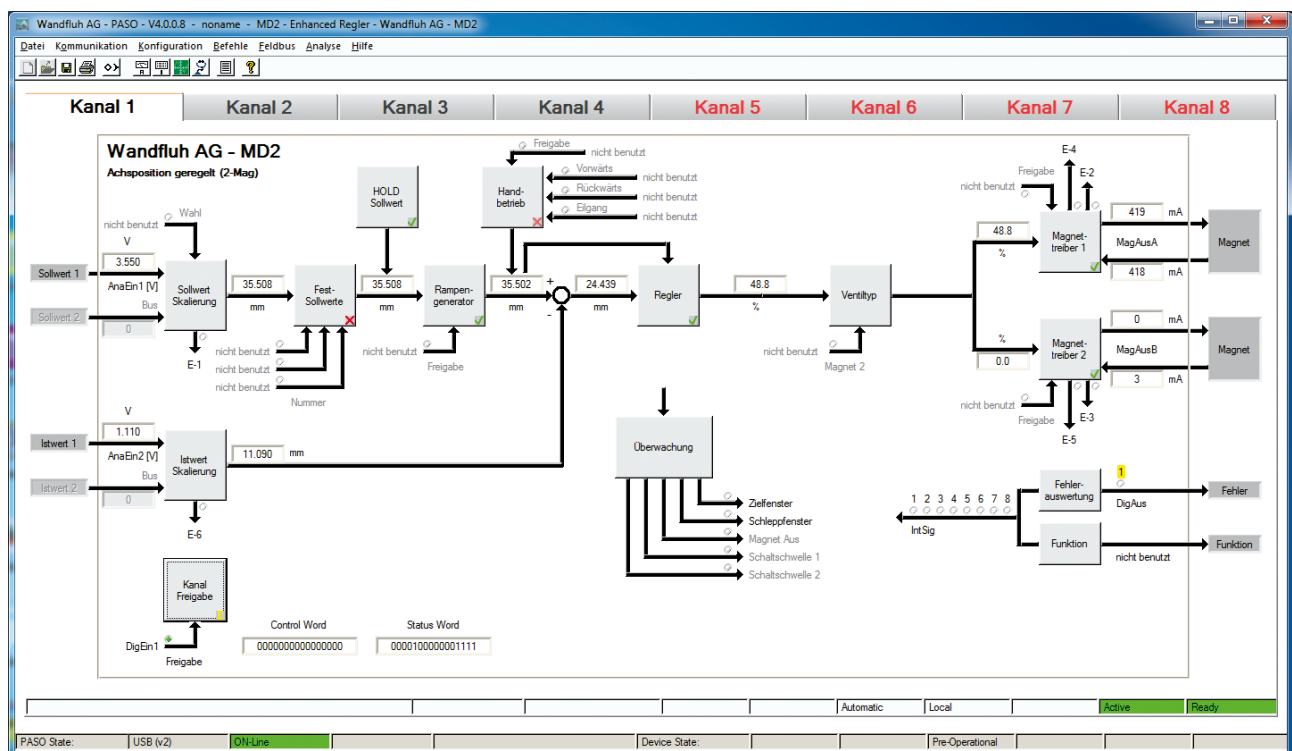 Wandfluh AG - PASO - V4.0.0.8 - noname - MD2 - Enhanced Regler - Wandfluh AG - MD2
Datei Kommunikation Konfiguration Befehle Feldbus Analyse Hilfe
Kanal 1 Kanal 2 Kanal 3 Kanal 4 Kanal 5 Kanal 6 Kanal 7 Kanal 8
Wandfluh AG - MD2
Achsposition geregelt (2-Mag)
Freigabe
nicht benutzt
Vorwärts
nicht benutzt
Rückwärts
nicht benutzt
Eilgang
nicht benutzt
HOLD
Sollwert
Hand-
betrieb
Wahl
nicht benutzt
V
3.550
Sollwert 1
AnaEin1 [V]
Bus
Sollwert 2
0
Sollwert
Skalierung
E-1
35.508
mm
Fest-
Sollwerte
nicht benutzt
nicht benutzt
nicht benutzt
Nummer
35.508
mm
Rampen-
generator
nicht benutzt
Freigabe
35.502
mm
+
-
24.439
mm
Regler
48.8
%
Ventiltyp
nicht benutzt
Magnet 2
E-4
E-2
Freigabe
nicht benutzt
48.8
%
Magnet-
treiber 1
419 mA
MagAusA
418 mA
Magnet
%
0.0
Magnet-
treiber 2
0 mA
MagAusB
3 mA
Magnet
nicht benutzt
Freigabe
E-3
E-5
V
1.110
Istwert 1
AnaEin2 [V]
Bus
Istwert 2
0
Istwert
Skalierung
E-6
11.090 mm
Überwachung
Zielfenster
Schleppfenster
Magnet Aus
Schaltschwelle 1
Schaltschwelle 2
1 2 3 4 5 6 7 8
IntSig
Fehler-
auswertung
1
DigAus
Fehler
Funktion
nicht benutzt
Funktion
Kanal
Freigabe
DigEin1
Freigabe
Control Word
0000000000000000
Status Word
0000100000001111
Automatic Local Active Ready
PASO State: USB (v2) ON-Line Device State: Pre-Operational